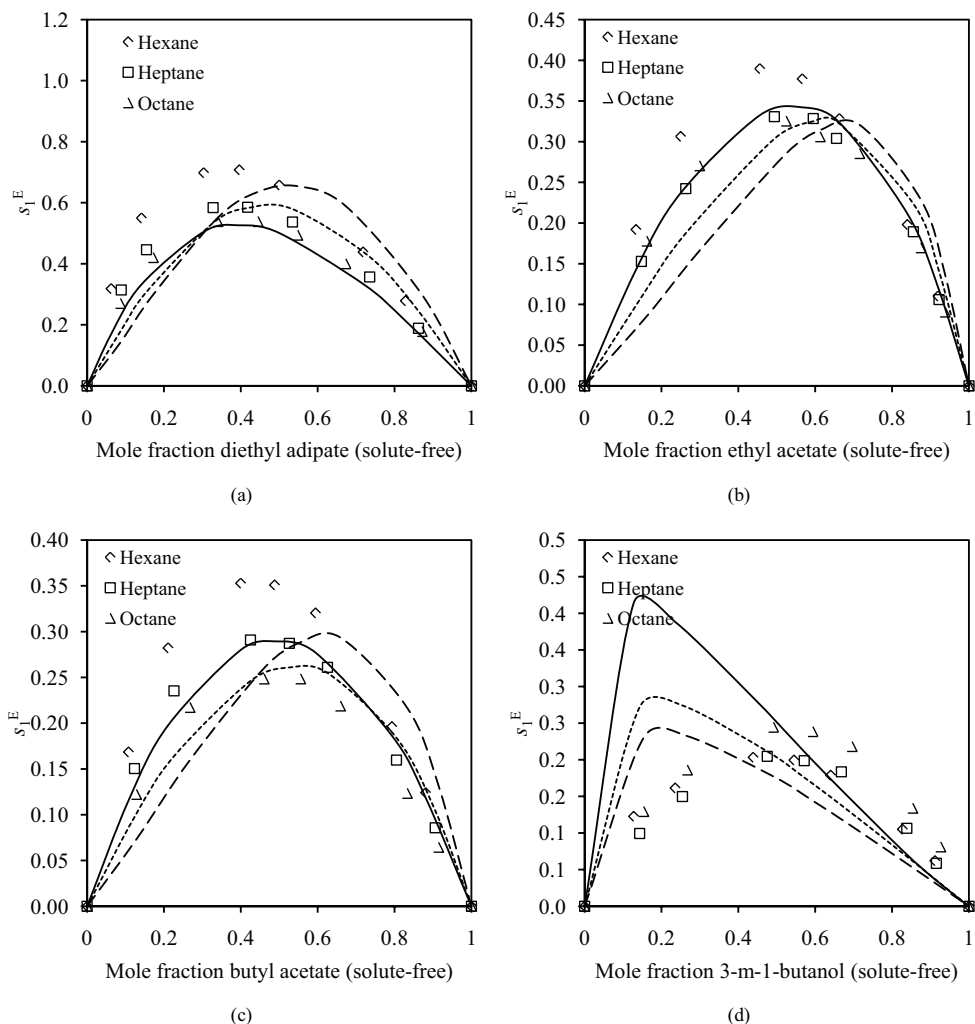 1.2
1.0
0.8
0.6
0.4
0.2
0.0
s₁ᴱ
Hexane
Heptane
Octane
0 0.2 0.4 0.6 0.8 1
Mole fraction diethyl adipate (solute-free)
(a)
0.45
0.40
0.35
0.30
0.25
0.20
0.15
0.10
0.05
0.00
s₁ᴱ
Hexane
Heptane
Octane
0 0.2 0.4 0.6 0.8 1
Mole fraction ethyl acetate (solute-free)
(b)
0.40
0.35
0.30
0.25
0.20
0.15
0.10
0.05
0.00
s₁ᴱ
Hexane
Heptane
Octane
0 0.2 0.4 0.6 0.8 1
Mole fraction butyl acetate (solute-free)
(c)
0.5
0.5
0.4
0.4
0.3
0.3
0.2
0.2
0.1
0.1
0.0
s₁ᴱ
Hexane
Heptane
Octane
0 0.2 0.4 0.6 0.8 1
Mole fraction 3-m-1-butanol (solute-free)
(d)